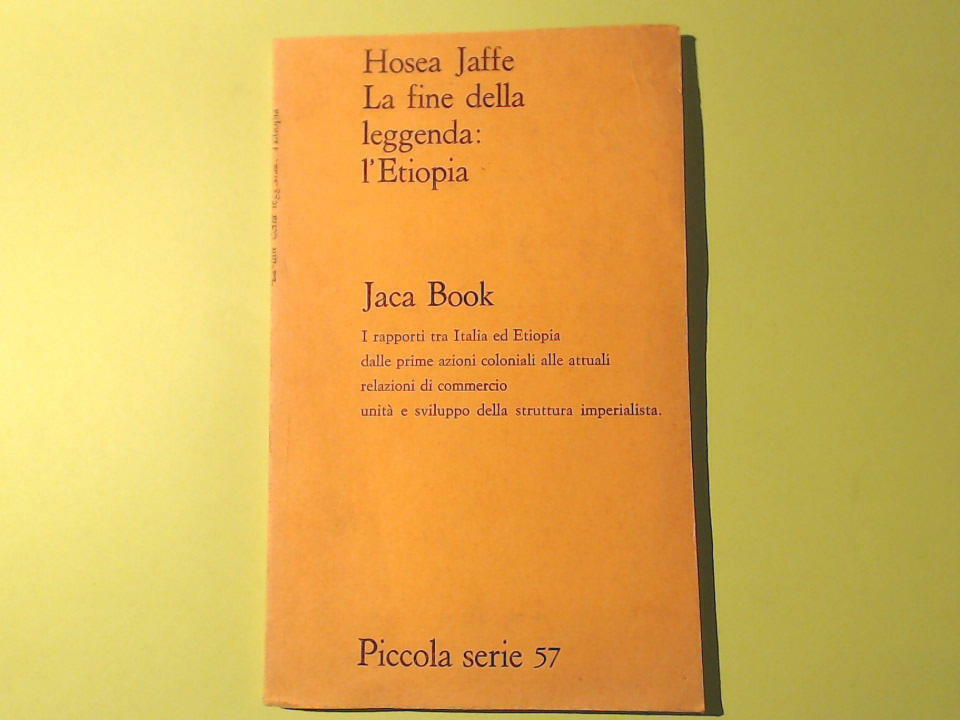 Hosea Jaffe
La fine della
leggenda:
l'Etiopia
Jaca Book
I rapporti tra Italia ed Etiopia
dalle prime azioni coloniali alle attuali
relazioni di commercio
unità e sviluppo della struttura imperialista.
Piccola serie 57